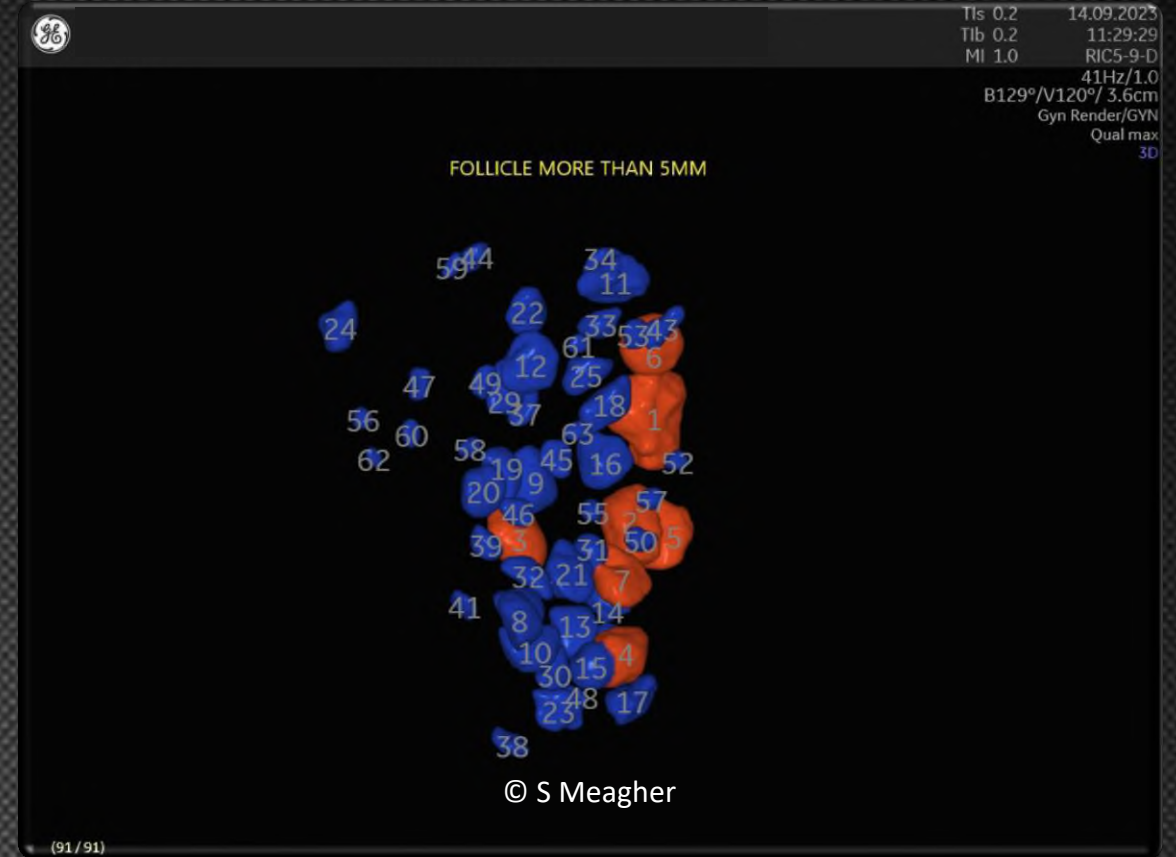 GE
TIs 0.2 14.09.2023
TIb 0.2 11:29:29
MI 1.0 RIC5-9-D
41Hz/1.0
B129°/V120°/ 3.6cm
Gyn Render/GYN
Qual max
3D
FOLLICLE MORE THAN 5MM
59 44 34
11
24 22 33 53 43
61 6
12 25
47 49
29 37 18 1
56 60 63
62 58 45 16 52
19 9
20 57
46 55 2
39 3 50 5
31
32 21 7
41 14
8 13
10 4
30 15
48 17
23
38
© S Meagher
(91/91)